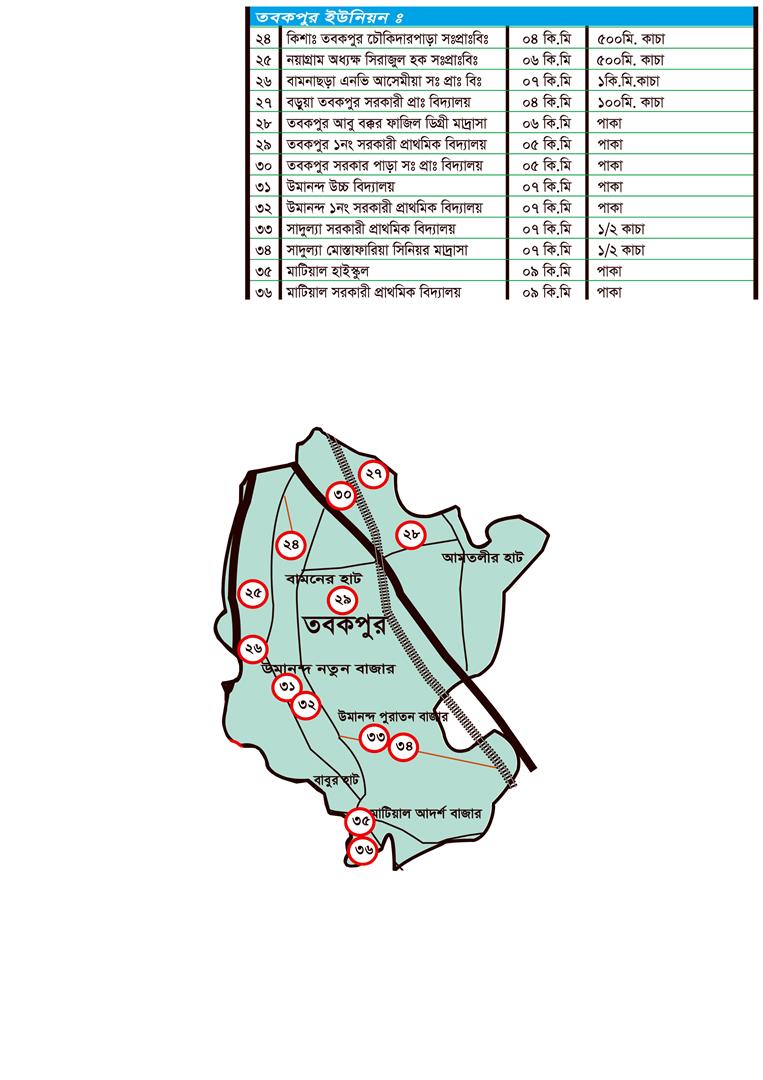 তবকপুর ইউনিয়ন ঃ
২৪ কিশাঃ তবকপুর চৌকিদারপাড়া সঃপ্রাঃবিঃ ০৪ কি.মি ৫০০মি. কাচা
২৫ নয়াগ্রাম অধ্যক্ষ সিরাজুল হক সঃপ্রাঃবিঃ ০৬ কি.মি ৫০০মি. কাচা
২৬ বামনাছড়া এনভি আসেমীয়া সঃ প্রাঃ বিঃ ০৭ কি.মি ১কি.মি.কাচা
২৭ বড়ুয়া তবকপুর সরকারী প্রাঃ বিদ্যালয় ০৪ কি.মি ১০০মি. কাচা
২৮ তবকপুর আবু বক্কর ফাজিল ডিগ্রী মাদ্রাসা ০৬ কি.মি পাকা
২৯ তবকপুর ১নং সরকারী প্রাথমিক বিদ্যালয় ০৫ কি.মি পাকা
৩০ তবকপুর সরকার পাড়া সঃ প্রাঃ বিদ্যালয় ০৫ কি.মি পাকা
৩১ উমানন্দ উচ্চ বিদ্যালয় ০৭ কি.মি পাকা
৩২ উমানন্দ ১নং সরকারী প্রাথমিক বিদ্যালয় ০৭ কি.মি পাকা
৩৩ সাদুল্যা সরকারী প্রাথমিক বিদ্যালয় ০৭ কি.মি ১/২ কাচা
৩৪ সাদুল্যা মোস্তাফারিয়া সিনিয়র মাদ্রাসা ০৭ কি.মি ১/২ কাচা
৩৫ মাটিয়াল হাইস্কুল ০৯ কি.মি পাকা
৩৬ মাটিয়াল সরকারী প্রাথমিক বিদ্যালয় ০৯ কি.মি পাকা
২৭
৩০
২৮
২৪
আমতলীর হাট
বামনের হাট
২৫
২৯
তবকপুর
২৬
উমানন্দ নতুন বাজার
৩১
৩২
উমানন্দ পুরাতন বাজার
৩৩
৩৪
বাবুর হাট
মাটিয়াল আদর্শ বাজার
৩৫
৩৬